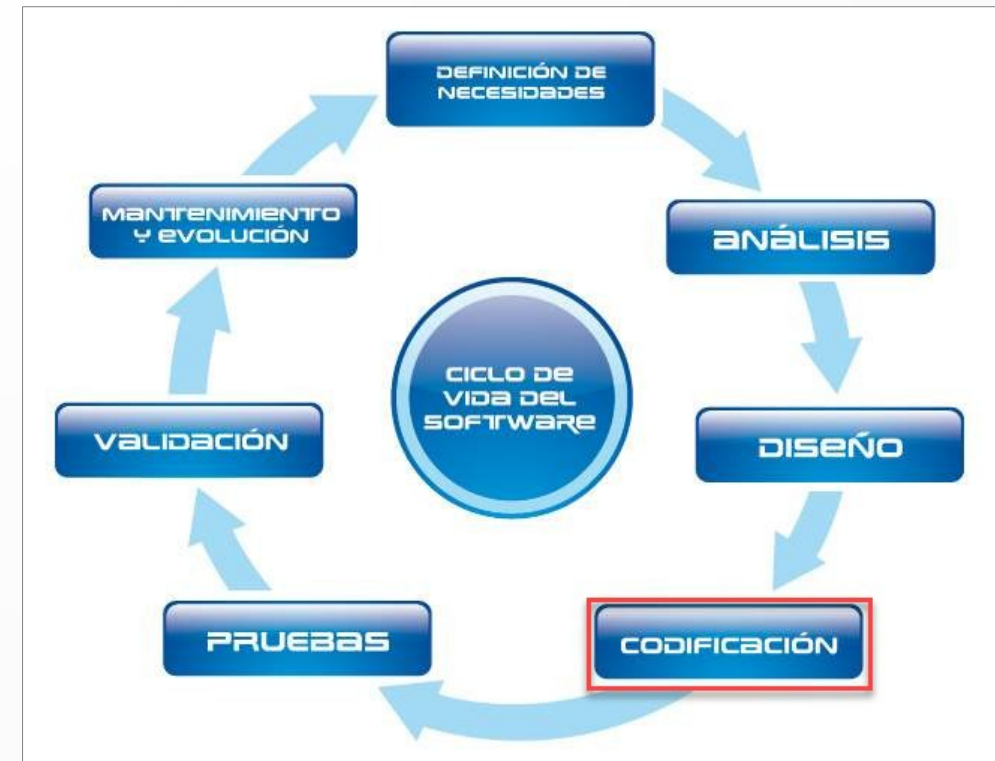 DEFINICIÓN DE
NECESIDADES
ANÁLISIS
DISEÑO
CODIFICACIÓN
PRUEBAS
VALIDACIÓN
MANTENIMIENTO
Y EVOLUCIÓN
CICLO DE
VIDA DEL
SOFTWARE